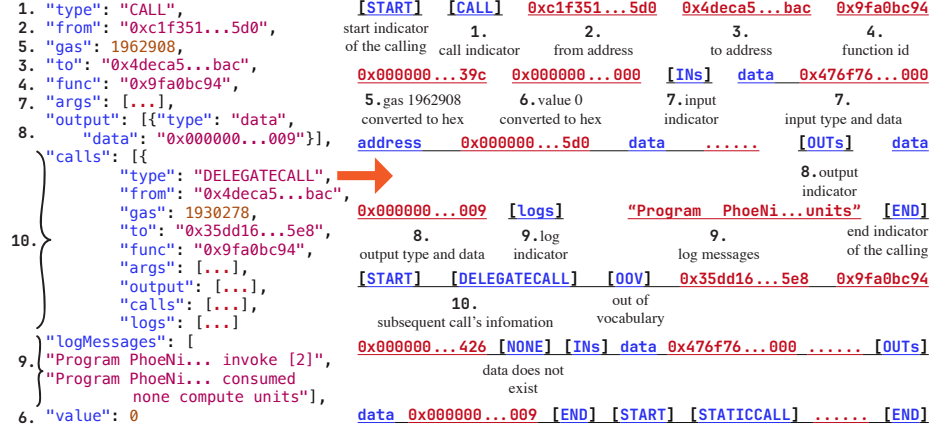 1. "type": "CALL",
2. "from": "0xc1f351...5d0",
5. "gas": 1962908,
3. "to": "0x4deca5...bac",
4. "func": "0x9fa0bc94",
7. "args": [...],
"output": [{"type": "data",
8. "data": "0x000000...009"}],
"calls": [{
"type": "DELEGATECALL",
"from": "0x4deca5...bac",
"gas": 1930278,
"to": "0x35dd16...5e8",
10. "func": "0x9fa0bc94",
"args": [...],
"output": [...],
"calls": [...],
"logs": [...]
"logMessages": [
9. "Program PhoeNi... invoke [2]",
"Program PhoeNi... consumed
none compute units"],
6. "value": 0
[START] [CALL] 0xc1f351...5d0 0x4deca5...bac 0x9fa0bc94
start indicator 1. 2. 3. 4.
of the calling call indicator from address to address function id
0x000000...39c 0x000000...000 [INs] data 0x476f76...000
5.gas 1962908 6.value 0 7.input 7.
converted to hex converted to hex indicator input type and data
address 0x000000...5d0 data ...... [OUTs] data
8.output
indicator
0x000000...009 [logs] "Program PhoeNi...units" [END]
8. 9.log 9. end indicator
output type and data indicator log messages of the calling
[START] [DELEGATECALL] [OOV] 0x35dd16...5e8 0x9fa0bc94
10. out of
subsequent call's infomation vocabulary
0x000000...426 [NONE] [INs] data 0x476f76...000 ...... [OUTs]
data does not
exist
data 0x000000...009 [END] [START] [STATICCALL] ...... [END]